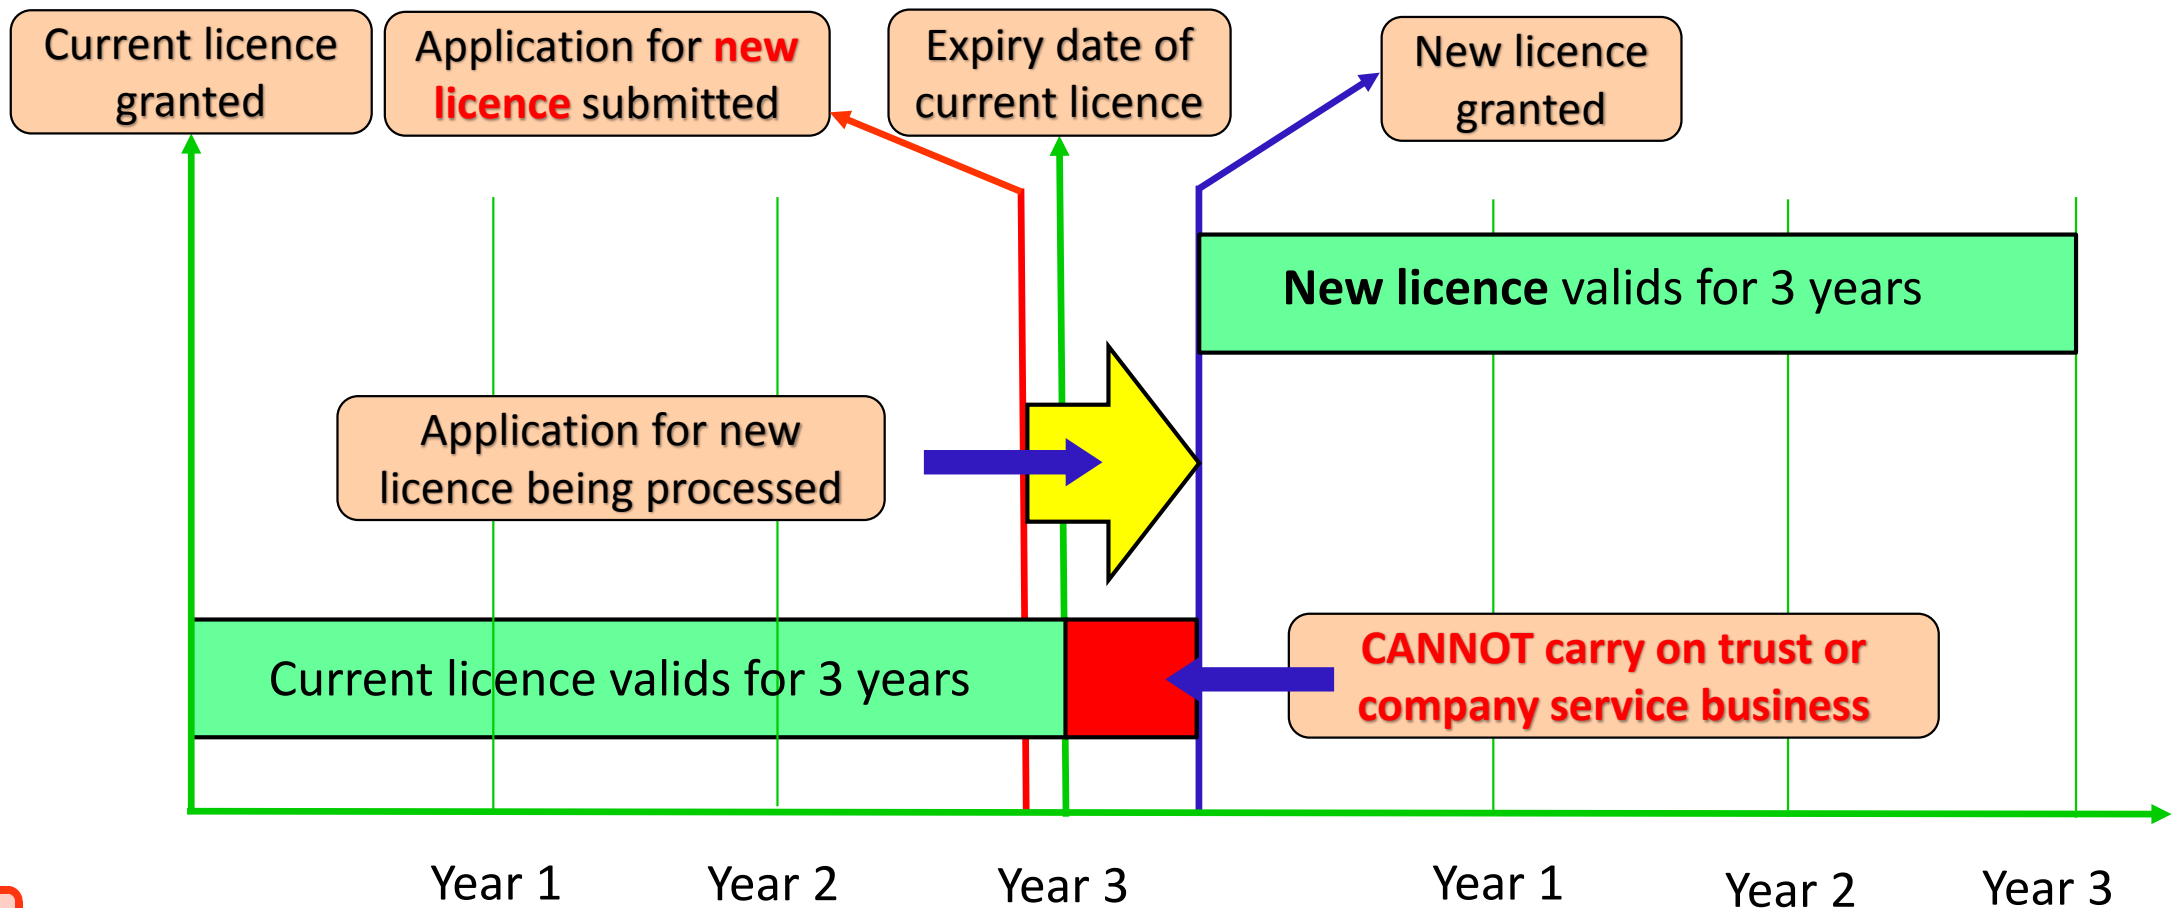 Current licence
granted
Application for new
licence submitted
Expiry date of
current licence
New licence
granted
New licence valids for 3 years
Application for new
licence being processed
Current licence valids for 3 years
CANNOT carry on trust or
company service business
Year 1
Year 2
Year 3
Year 1
Year 2
Year 3